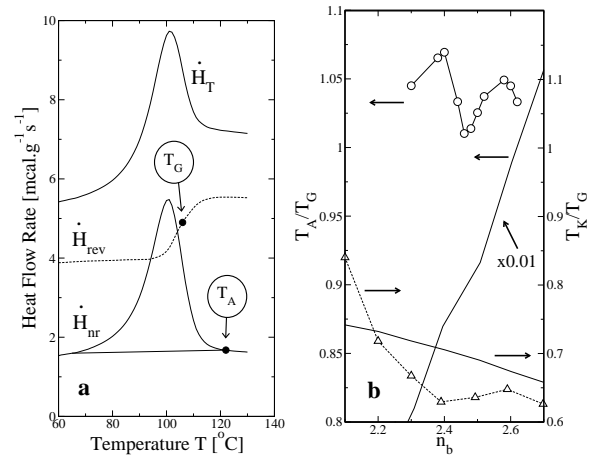 10
8
6
4
2
0
60
80
100
120
140
Heat Flow Rate [mcal.g⁻¹ s⁻¹]
Temperature T [°C]
Ḣ_T
T_G
Ḣ_rev
T_A
Ḣ_nr
a
1.05
1
0.95
0.9
0.85
0.8
T_A/T_G
2.2
2.4
2.6
n_b
x0.01
b
1.1
1
0.9
0.8
0.7
0.6
T_K/T_G